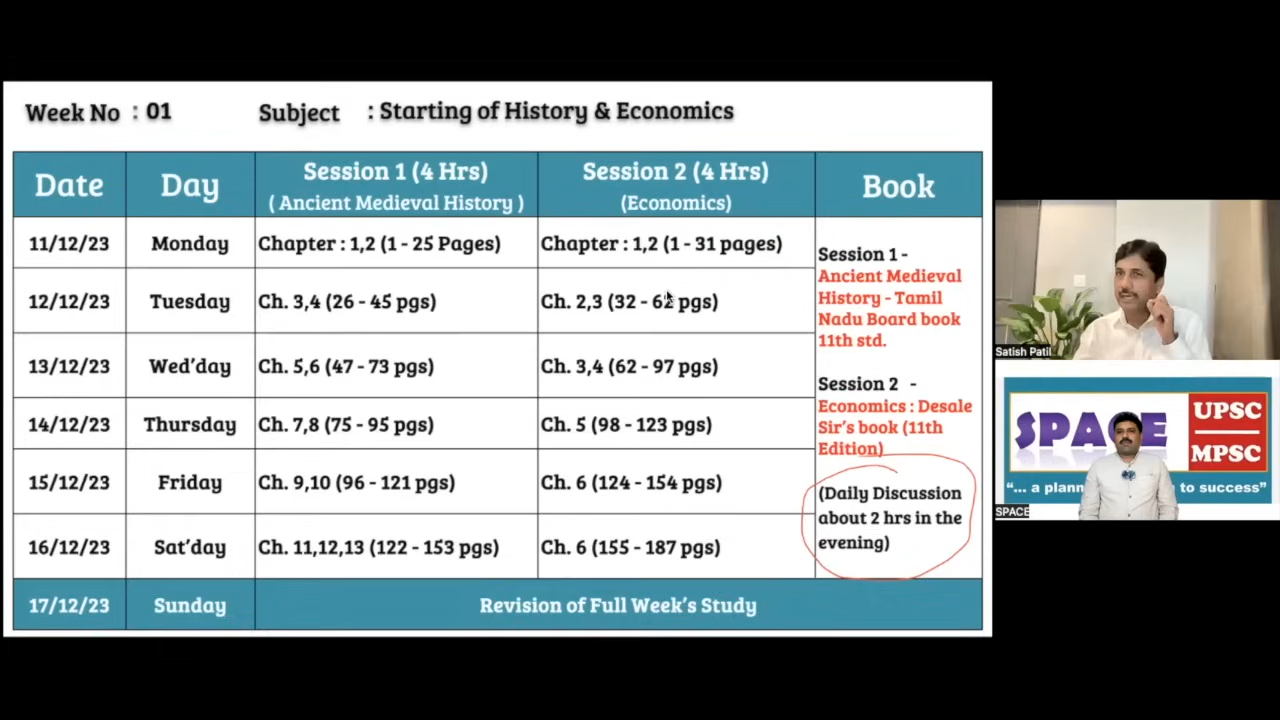 Week No : 01 Subject : Starting of History & Economics
Date Day Session 1 (4 Hrs) Session 2 (4 Hrs) Book
( Ancient Medieval History ) (Economics)
11/12/23 Monday Chapter : 1,2 (1 - 25 Pages) Chapter : 1,2 (1 - 31 pages)
12/12/23 Tuesday Ch. 3,4 (26 - 45 pgs) Ch. 2,3 (32 - 62 pgs)
13/12/23 Wed'day Ch. 5,6 (47 - 73 pgs) Ch. 3,4 (62 - 97 pgs)
14/12/23 Thursday Ch. 7,8 (75 - 95 pgs) Ch. 5 (98 - 123 pgs)
15/12/23 Friday Ch. 9,10 (96 - 121 pgs) Ch. 6 (124 - 154 pgs)
16/12/23 Sat'day Ch. 11,12,13 (122 - 153 pgs) Ch. 6 (155 - 187 pgs)
17/12/23 Sunday Revision of Full Week's Study
Session 1 -
Ancient Medieval
History - Tamil
Nadu Board book
11th std.
Session 2 -
Economics : Desale
Sir's book (11th
Edition)
(Daily Discussion
about 2 hrs in the
evening)
Satish Patil
UPSC
MPSC
"... a to success"
SPACE